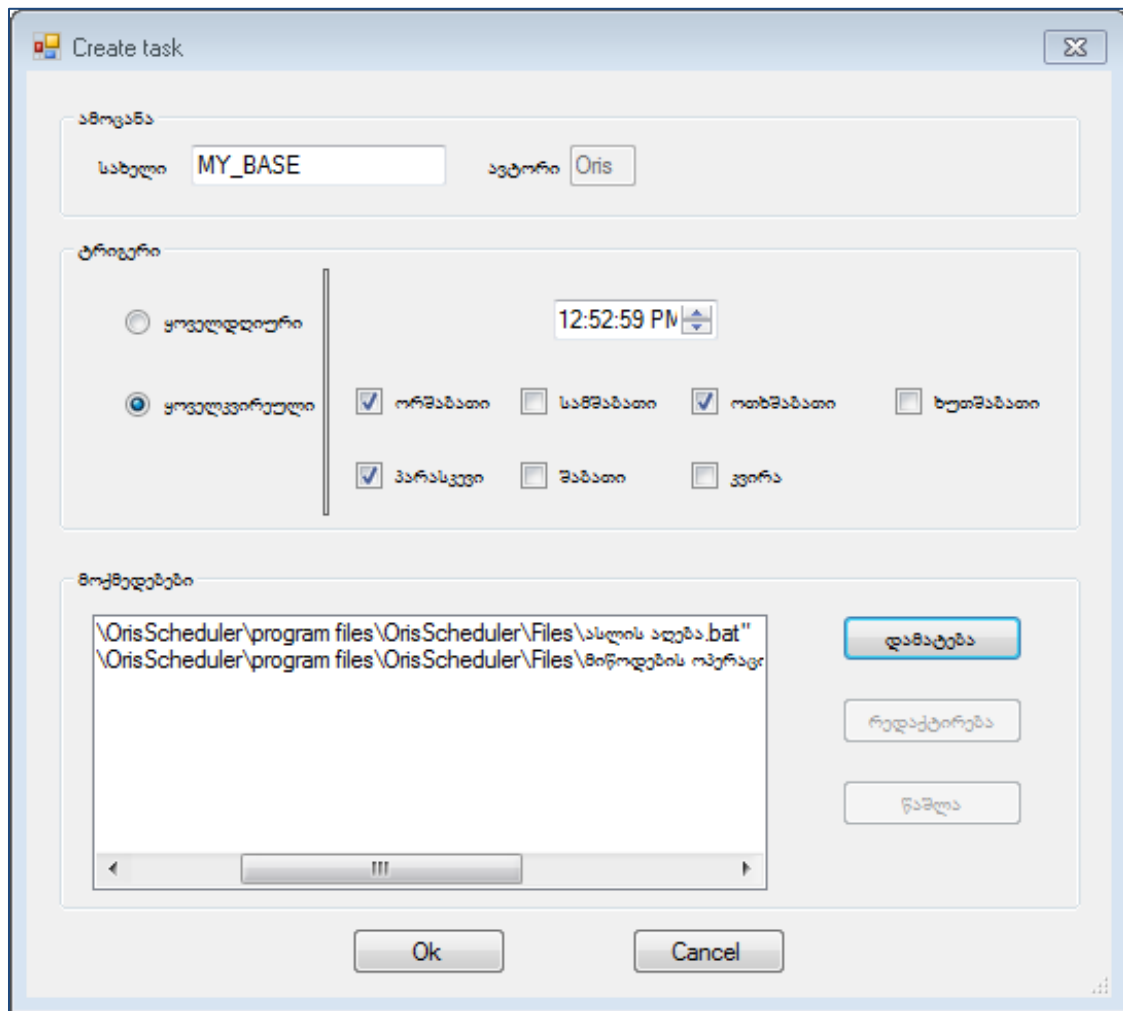 Create task
ამოცანა
სახელი MY_BASE ავტორი Oris
ტრიგერი
ყოველდღიური 12:52:59 PM
ყოველკვირეული ორშაბათი სამშაბათი ოთხშაბათი ხუთშაბათი
პარასკევი შაბათი კვირა
მოქმედებები
\OrisScheduler\program files\OrisScheduler\Files\ასლის აღება.bat"
\OrisScheduler\program files\OrisScheduler\Files\მიწოდების
დამატება
რედაქტირება
წაშლა
Ok Cancel